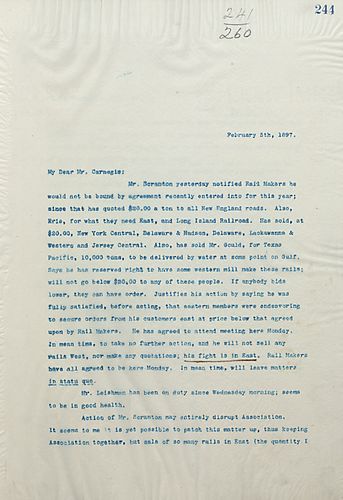 241
260
244
February 5th, 1897.
My Dear Mr. Carnegie;
Mr. Scranton yesterday notified Rail Makers he
would not be bound by agreement recently entered into for this year;
since that has quoted $20.00 a ton to all New England roads. Also,
Erie, for what they need East, and Long Island Railroad. Has sold, at
$20.00, New York Central, Delaware & Hudson, Delaware, Lackawanna &
Western and Jersey Central. Also, has sold Mr. Gould, for Texas
Pacific, 10,000 tons, to be delivered by water at some point on Gulf.
Says he has reserved right to have some western mill make these rails;
will not go below $20.00 to any of these people. If anybody bids
lower, they can have order. Justifies his action by saying he was
fully satisfied, before acting, that eastern members were endeavoring
to secure orders from his customers east at price below that agreed
upon by Rail Makers. He has agreed to attend meeting here Monday.
In mean time, to take no further action, and he will not sell any
Rails West, nor make any quotations; his fight is in East. Rail Makers
have all agreed to be here Monday. In mean time, will leave matters
in statu quo.
Mr. Leishman has been on duty since Wednesday morning; seems
to be in good health.
Action of Mr. Scranton may entirely disrupt Association.
It seems to me it is yet possible to patch this matter up, thus keeping
Association together, but sale of so many rails in East (the quantity I